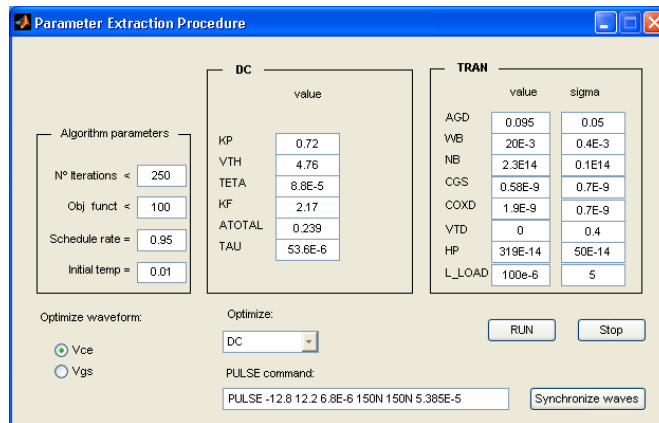 Parameter Extraction Procedure
Algorithm parameters
Nº Iterations < 250
Obj funct < 100
Schedule rate = 0.95
Initial temp = 0.01
DC
value
KP 0.72
VTH 4.76
TETA 8.8E-5
KF 2.17
ATOTAL 0.239
TAU 53.6E-6
TRAN
value sigma
AGD 0.095 0.05
WB 20E-3 0.4E-3
NB 2.3E14 0.1E14
CGS 0.58E-9 0.7E-9
COXD 1.9E-9 0.7E-9
VTD 0 0.4
HP 319E-14 50E-14
L_LOAD 100e-6 5
Optimize waveform:
Vce
Vgs
Optimize:
DC
RUN Stop
PULSE command:
PULSE -12.8 12.2 6.8E-6 150N 150N 5.385E-5
Synchronize waves